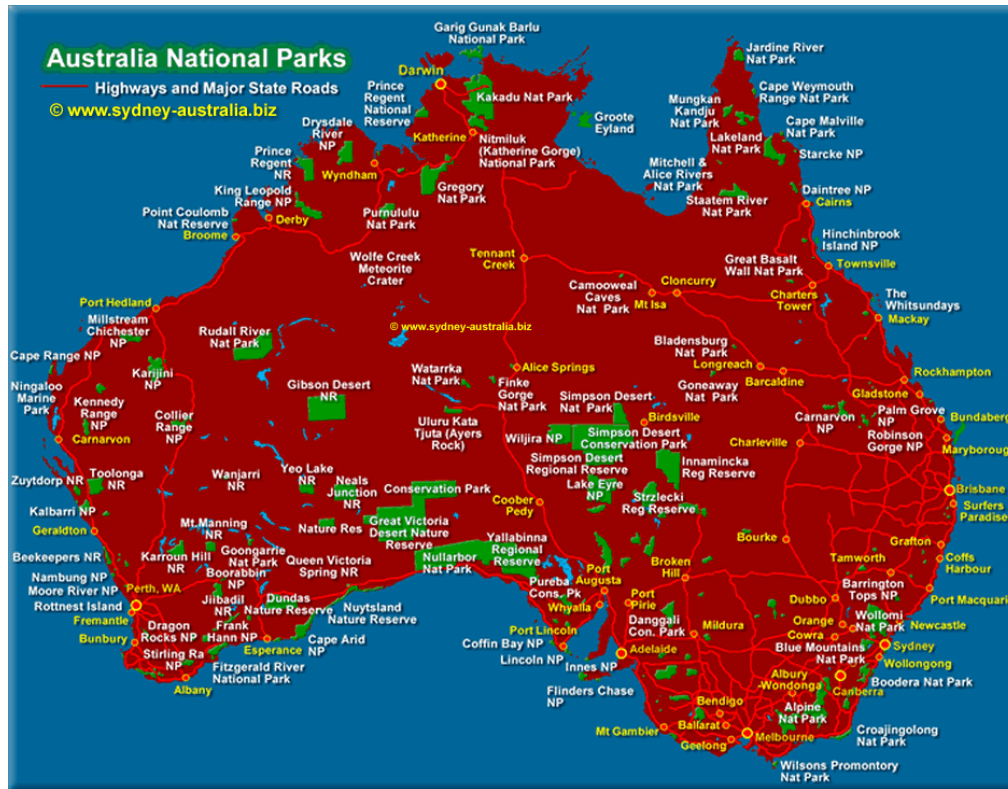 Australia National Parks
Highways and Major State Roads
© www.sydney-australia.biz
Garig Gunak Barlu
National Park
Darwin
Prince
Regent
National
Reserve
Kakadu Nat Park
Groote
Eyland
Katherine
Nitmiluk
(Katherine Gorge)
National Park
Drysdale
River
NP
Prince
Regent
NR
Wyndham
Gregory
Nat Park
King Leopold
Range NP
Derby
Purnululu
Nat Park
Point Coulomb
Nat Reserve
Broome
Wolfe Creek
Meteorite
Crater
Jardine River
Nat Park
Cape Weymouth
Range Nat Park
Mungkan
Kandju
Nat Park
Lakeland
Nat Park
Cape Malville
Nat Park
Starcke NP
Mitchell &
Alice Rivers
Nat Park
Staatem River
Nat Park
Daintree NP
Cairns
Hinchinbrook
Island NP
Great Basalt
Wall Nat Park
Townsville
Tennant
Creek
Camooweal
Caves
Nat Park
Cloncurry
Mt Isa
Charters
Tower
The
Whitsundays
Mackay
Port Hedland
Millstream
Chichester
NP
Rudall River
Nat Park
© www.sydney-australia.biz
Cape Range NP
Karijini
NP
Ningaloo
Marine
Park
Kennedy
Range
NP
Collier
Range
NP
Gibson Desert
NR
Watarrka
Nat Park
Alice Springs
Finke
Gorge
Nat Park
Uluru Kata
Tjuta (Ayers
Rock)
Bladensburg
Nat Park
Longreach
Barcaldine
Goneaway
Nat Park
Rockhampton
Gladstone
Simpson Desert
Nat Park
Birdsville
Carnarvon
NP
Palm Grove
NP
Bundaberg
Robinson
Gorge NP
Maryboroug
Carnarvon
Wiljira NP
Simpson Desert
Conservation Park
Charleville
Simpson Desert
Regional Reserve
Innamincka
Reg Reserve
Zuytdorp NR
Toolonga
NR
Wanjarri
NR
Yeo Lake
NR
Neals
Junction
NR
Conservation Park
Lake Eyre
NP
Strzlecki
Reg Reserve
Brisbane
Surfers
Paradise
Kalbarri NP
Coober
Pedy
Geraldton
Mt Manning
NR
Nature Res
Great Victoria
Desert Nature
Reserve
Yallabinna
Regional
Reserve
Bourke
Grafton
Coffs
Harbour
Beekeepers NR
Karroun Hill
NR
Goongarrie
Nat Park
Boorabbin
NP
Queen Victoria
Spring NR
Nullarbor
Nat Park
Broken
Hill
Tamworth
Nambung NP
Moore River NP
Perth, WA
Rottnest Island
Fremantle
Jiibadil
NR
Dundas
Nature Reserve
Nuytsland
Nature Reserve
Pureba
Cons. Pk
Port
Augusta
Whyalla
Port
Pirie
Barrington
Tops NP
Dubbo
Port Macquari
Bunbury
Dragon
Rocks NP
Frank
Hann NP
Esperance
Cape Arid
NP
Port Lincoln
Danggali
Con. Park
Mildura
Orange
Wollomi
Nat Park
Newcastle
Cowra
Blue Mountains
Nat Park
Sydney
Wollongong
Stirling Ra
NP
Fitzgerald River
National Park
Albany
Coffin Bay NP
Lincoln NP
Innes NP
Adelaide
Flinders Chase
NP
Albury
-Wondonga
Canberra
Boodera Nat Park
Bendigo
Alpine
Nat Park
Mt Gambier
Ballarat
Geelong
Melbourne
Croajingolong
Nat Park
Wilsons Promontory
Nat Park